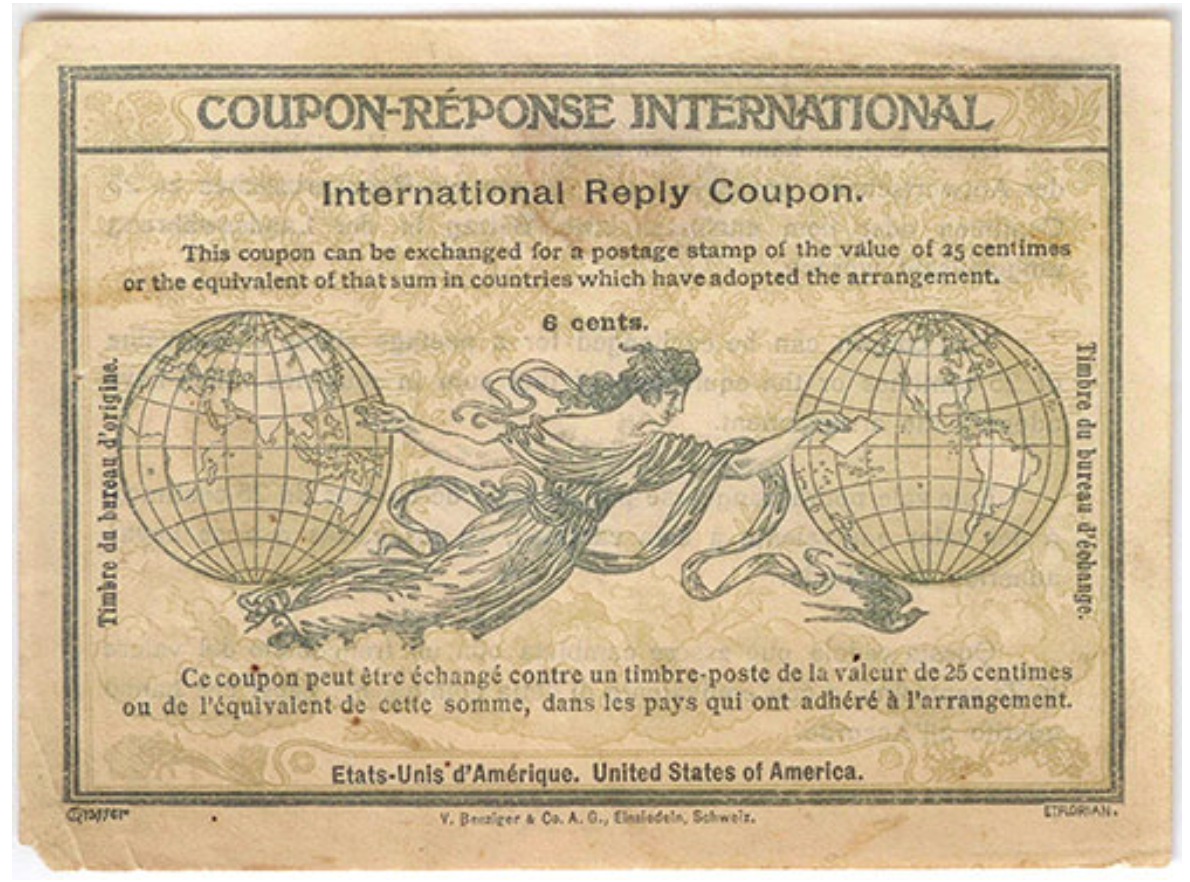 COUPON-RÉPONSE INTERNATIONAL
International Reply Coupon.
This coupon can be exchanged for a postage stamp of the value of 25 centimes
or the equivalent of that sum in countries which have adopted the arrangement.
6 cents.
Timbre du bureau d'origine.
Timbre du bureau d'échange.
Ce coupon peut être échangé contre un timbre-poste de la valeur de 25 centimes
ou de l'équivalent de cette somme, dans les pays qui ont adhéré à l'arrangement.
Etats-Unis d'Amérique. United States of America.
V. Benziger & Co. A. G., Einsiedeln, Schweiz.
ET.FLORIAN.